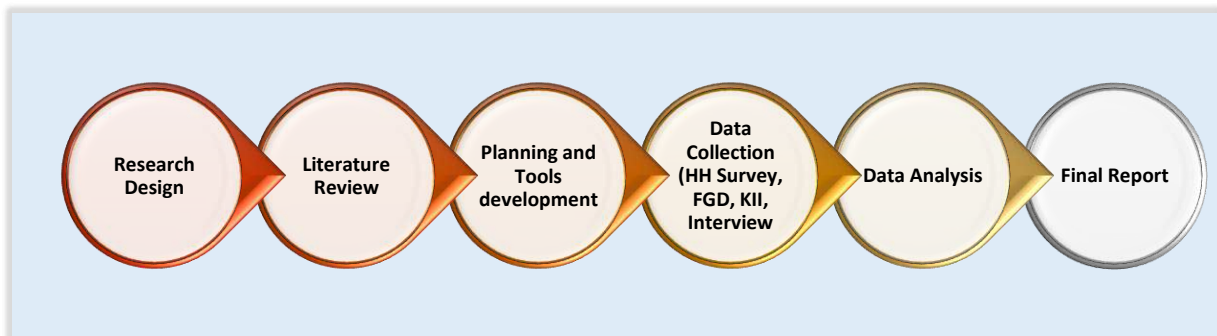 Research
Design
Literature
Review
Planning and
Tools
development
Data
Collection
(HH Survey,
FGD, KII,
Interview
Data Analysis
Final Report